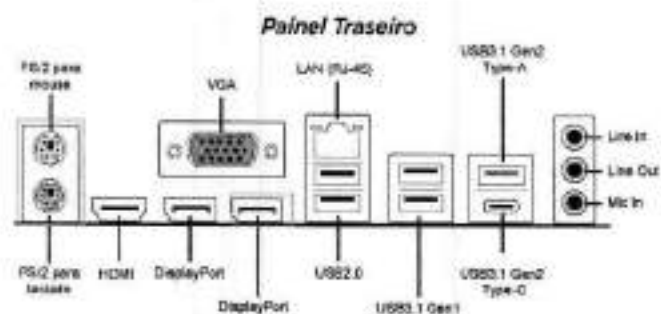 Painel Traseiro
PS/2 para
mouse
VGA
LAN (RJ-45)
USB3.1 Gen2
Type-A
Line In
Line Out
Mic In
PS/2 para
teclado
HDMI
DisplayPort
DisplayPort
USB2.0
USB3.1 Gen1
USB3.1 Gen2
Type-C